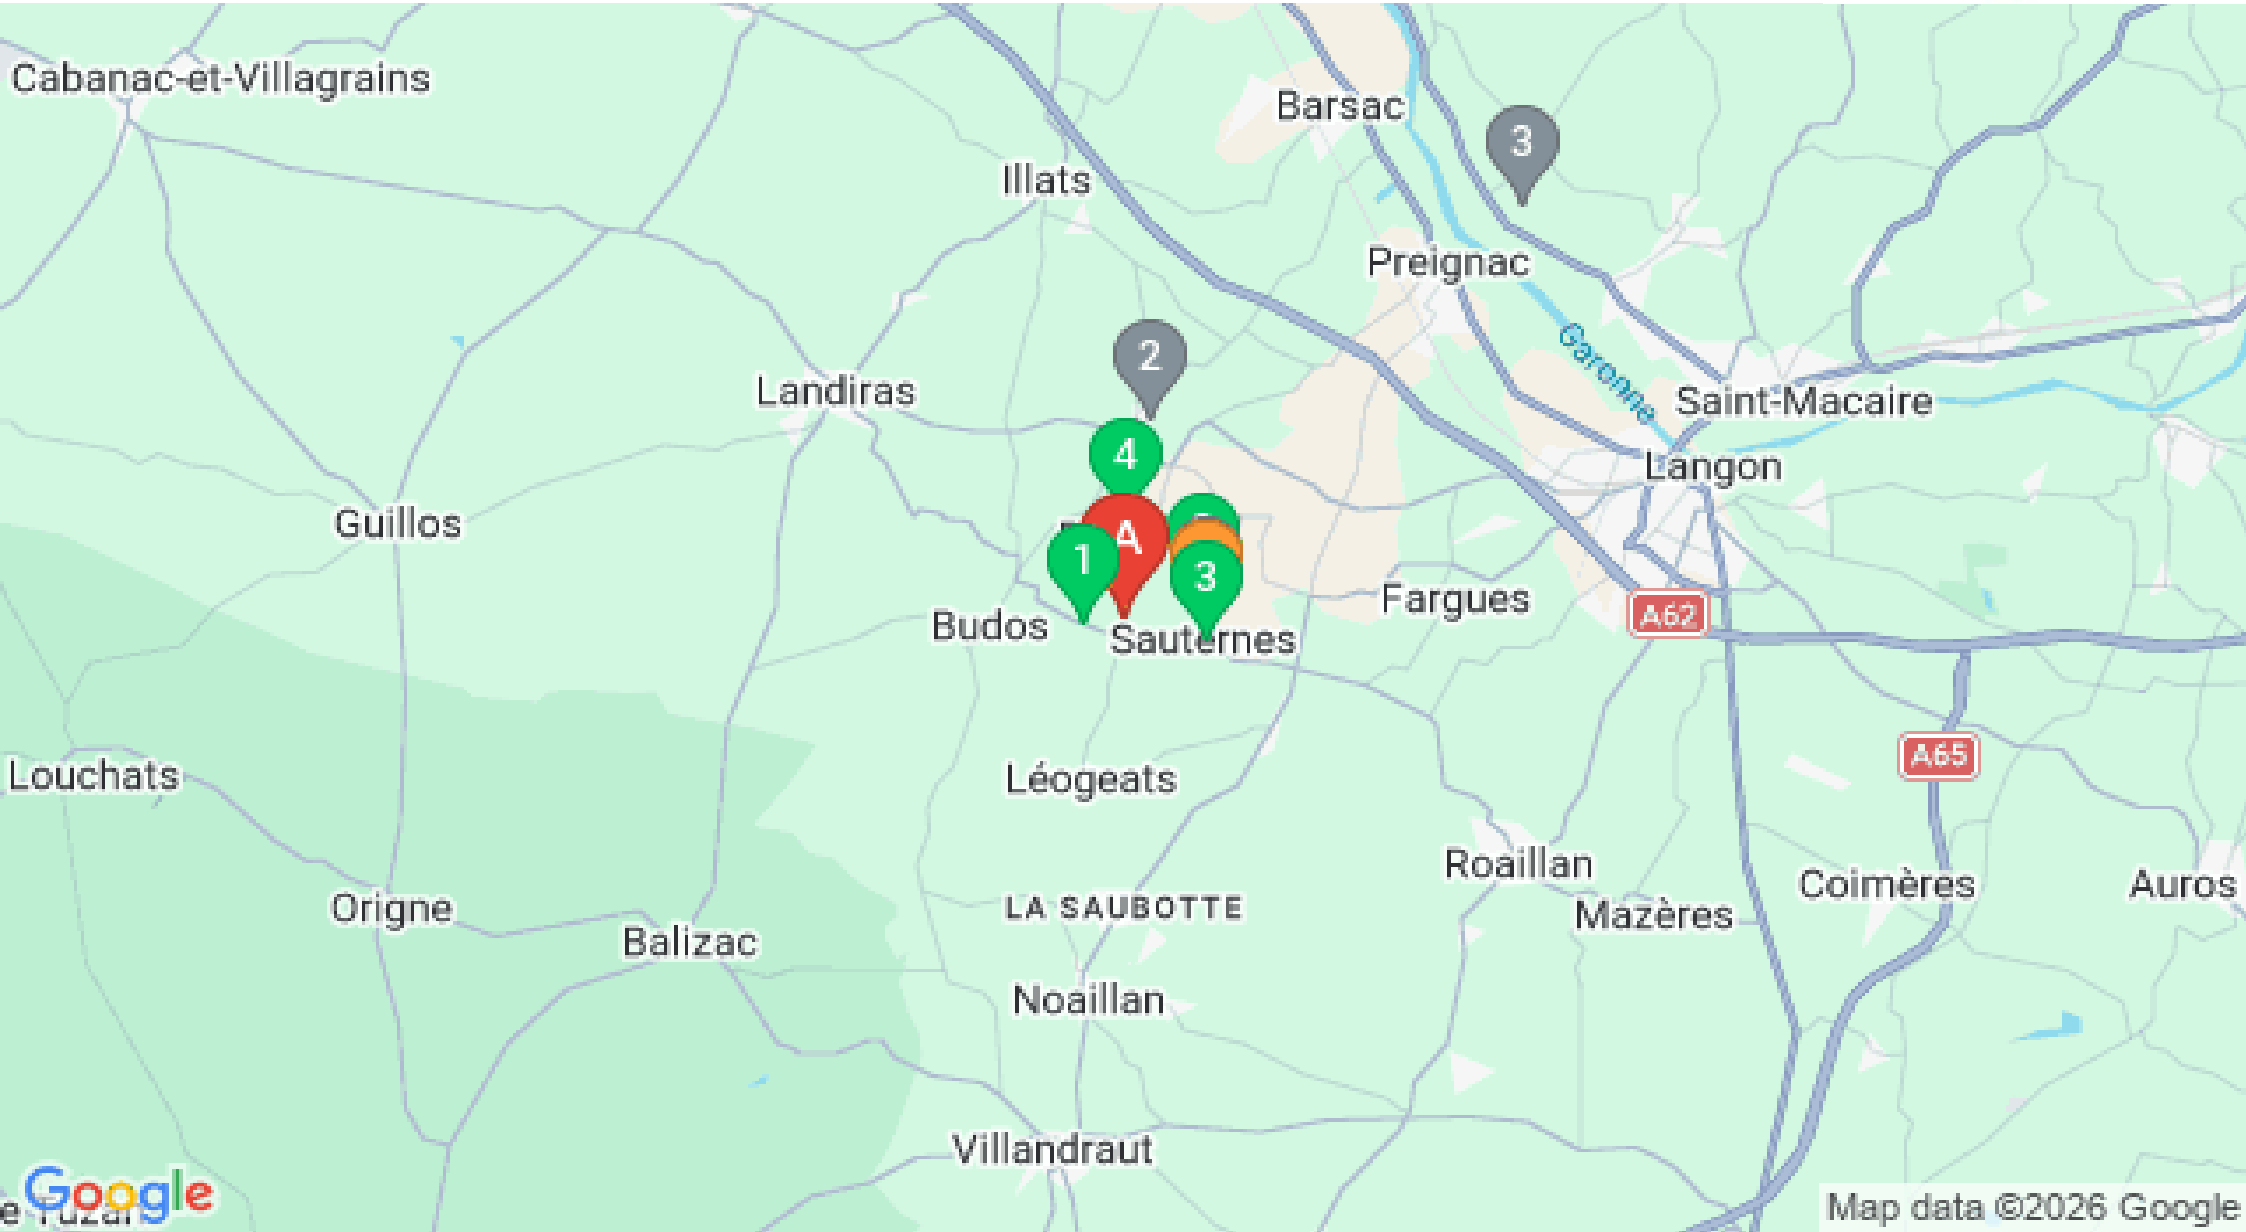 Cabanac-et-Villagrains
Barsac
3
Illats
Preignac
Garonne
2
Landiras
Saint-Macaire
4
Langon
Guillos
A
1
3
Fargues
A62
Budos
Sauternes
A65
Louchats
Léogeats
Roaillan
Coimères
Auros
Origne
LA SAUBOTTE
Mazères
Balizac
Noaillan
Villandraut
Google
Map data ©2026 Google